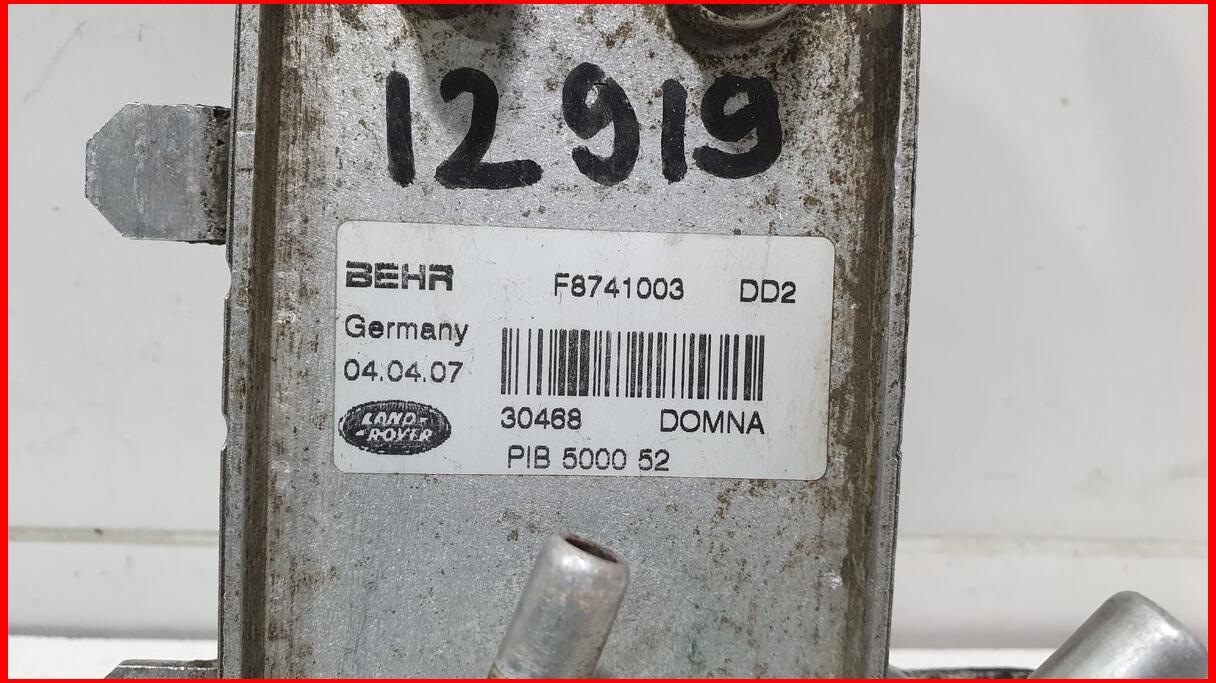 12919
BEHR F8741003 DD2
Germany
04.04.07
LAND-
-ROVER
30468 DOMNA
PIB 5000 52